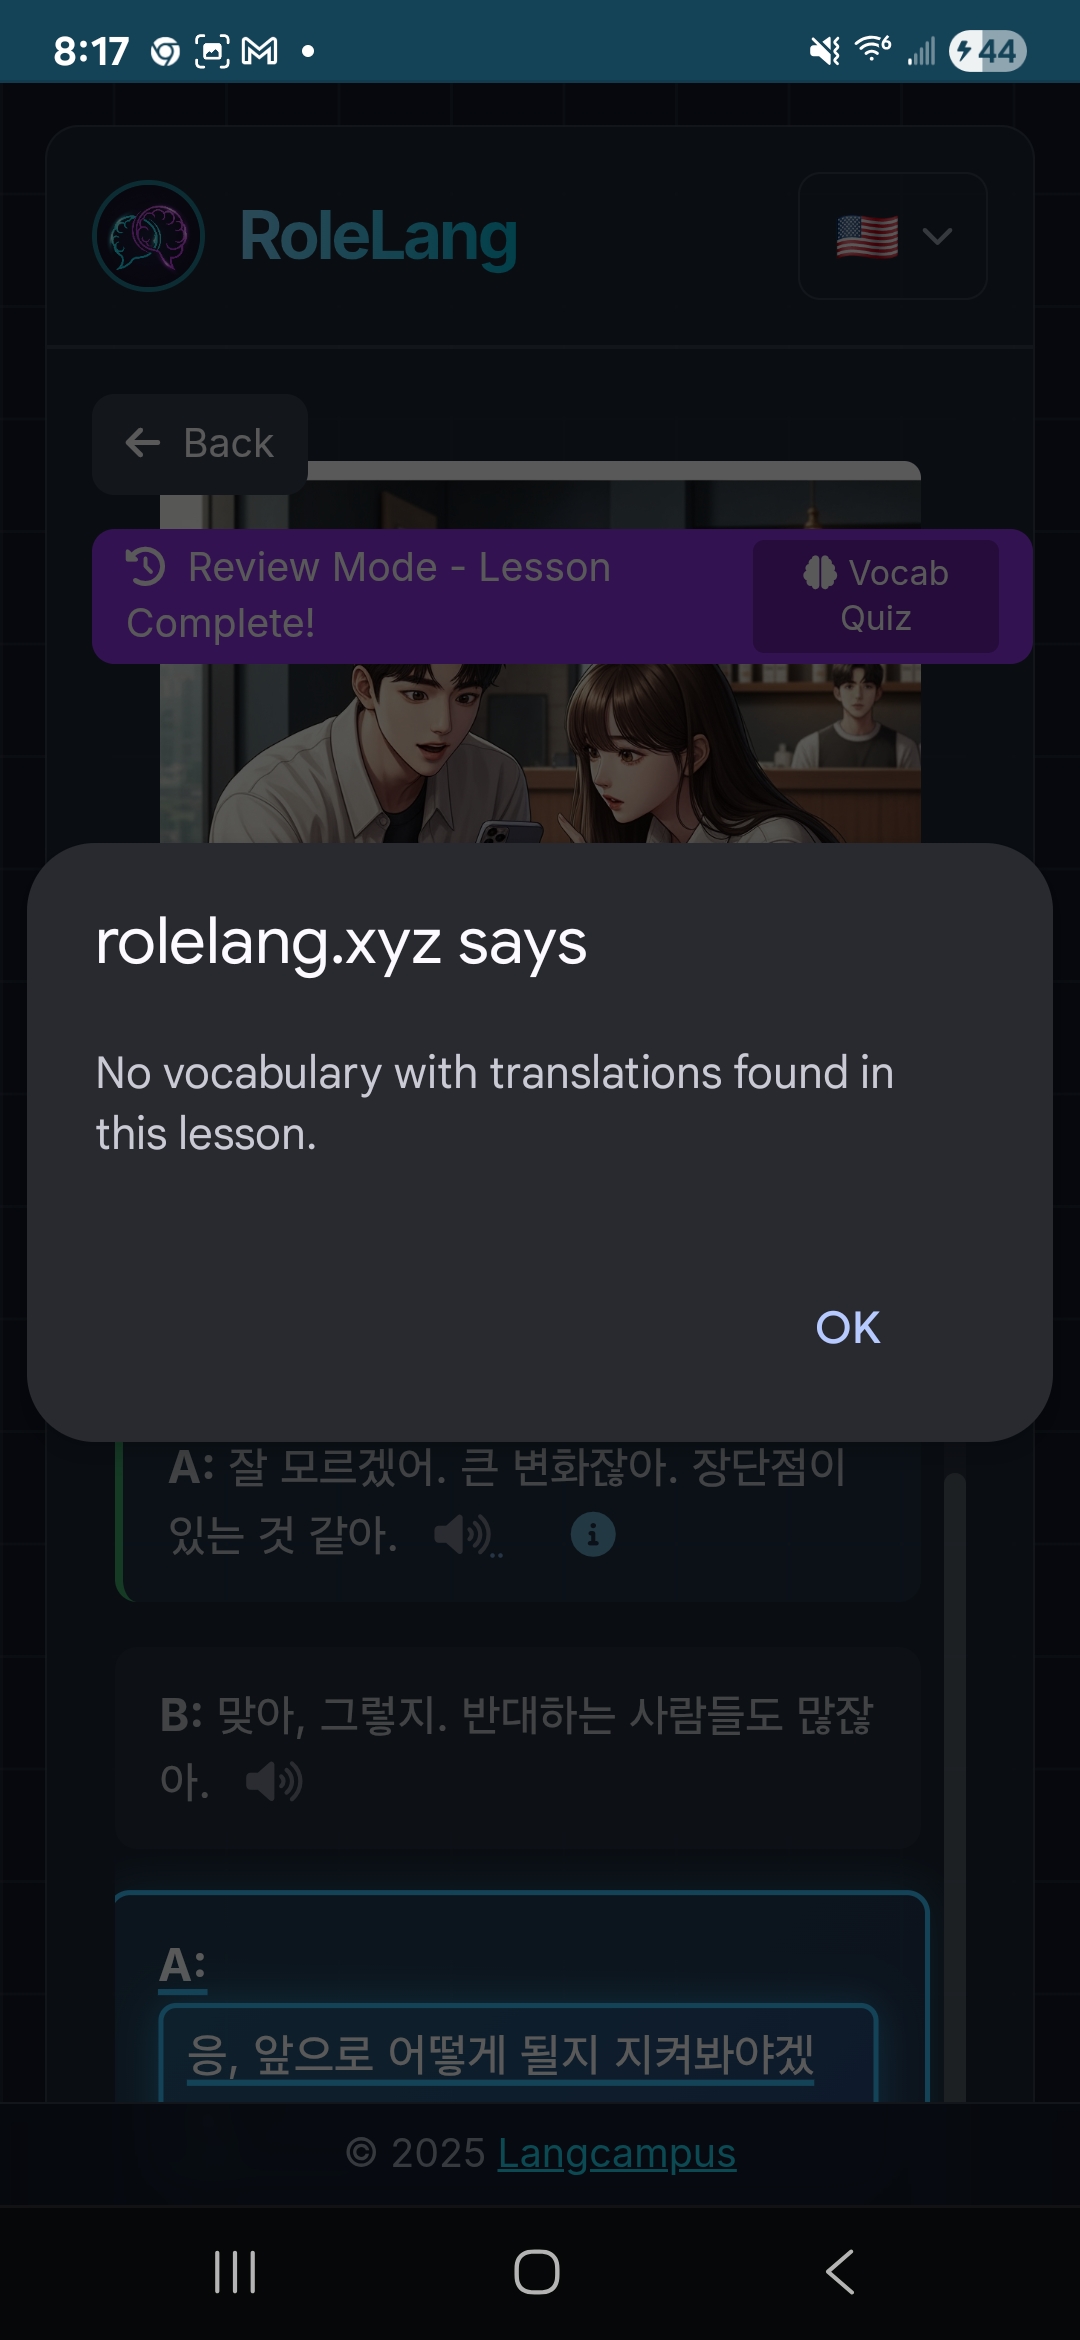 8:17
6
44
RoleLang
Back
Review Mode - Lesson
Complete!
Vocab
Quiz
rolelang.xyz says
No vocabulary with translations found in
this lesson.
OK
A: 잘 모르겠어. 큰 변화잖아. 장단점이
있는 것 같아.
B: 맞아, 그렇지. 반대하는 사람들도 많잖
아.
A:
응, 앞으로 어떻게 될지 지켜봐야겠
© 2025 Langcampus